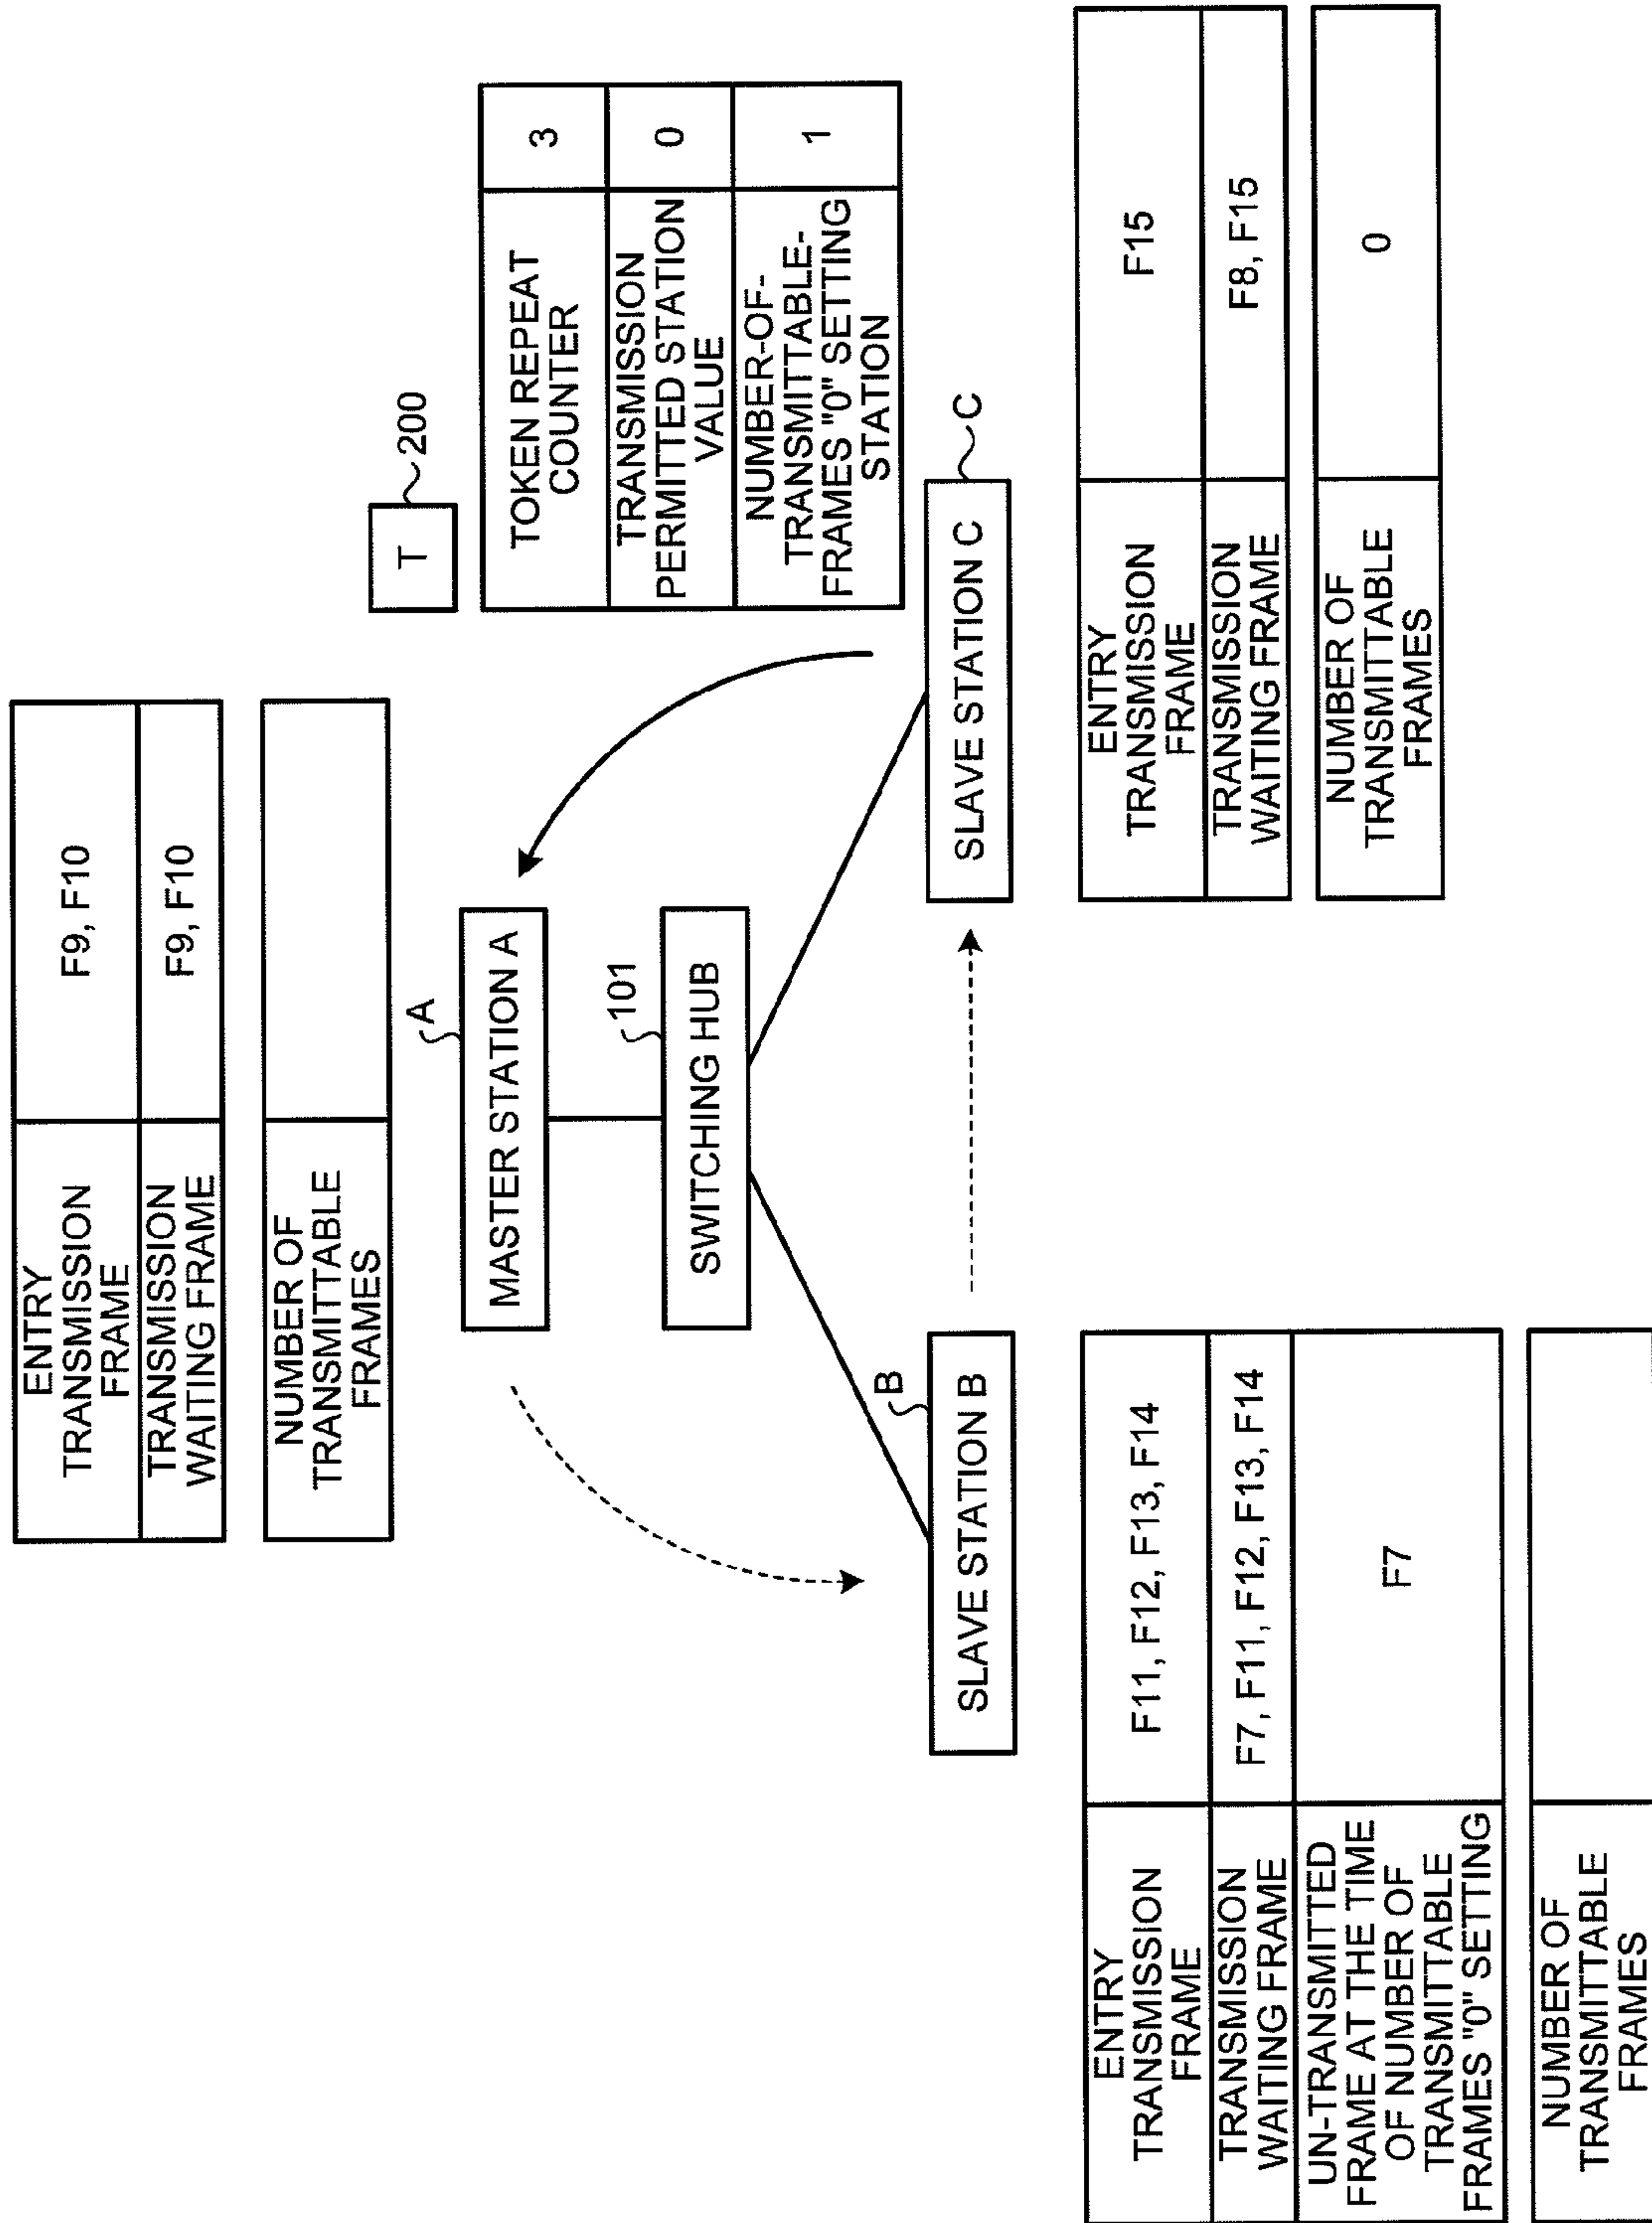 ENTRY
TRANSMISSION
FRAME
F9, F10
TRANSMISSION
WAITING FRAME
F9, F10
NUMBER OF
TRANSMITTABLE
FRAMES
A
MASTER STATION A
101
SWITCHING HUB
T
200
TOKEN REPEAT
COUNTER
3
TRANSMISSION
PERMITTED STATION
VALUE
0
NUMBER-OF-
TRANSMITTABLE-
FRAMES "0" SETTING
STATION
1
B
SLAVE STATION B
SLAVE STATION C
C
ENTRY
TRANSMISSION
FRAME
F11, F12, F13, F14
TRANSMISSION
WAITING FRAME
F7, F11, F12, F13, F14
UN-TRANSMITTED
FRAME AT THE TIME
OF NUMBER OF
TRANSMITTABLE
FRAMES "0" SETTING
F7
NUMBER OF
TRANSMITTABLE
FRAMES
ENTRY
TRANSMISSION
FRAME
F15
TRANSMISSION
WAITING FRAME
F8, F15
NUMBER OF
TRANSMITTABLE
FRAMES
0